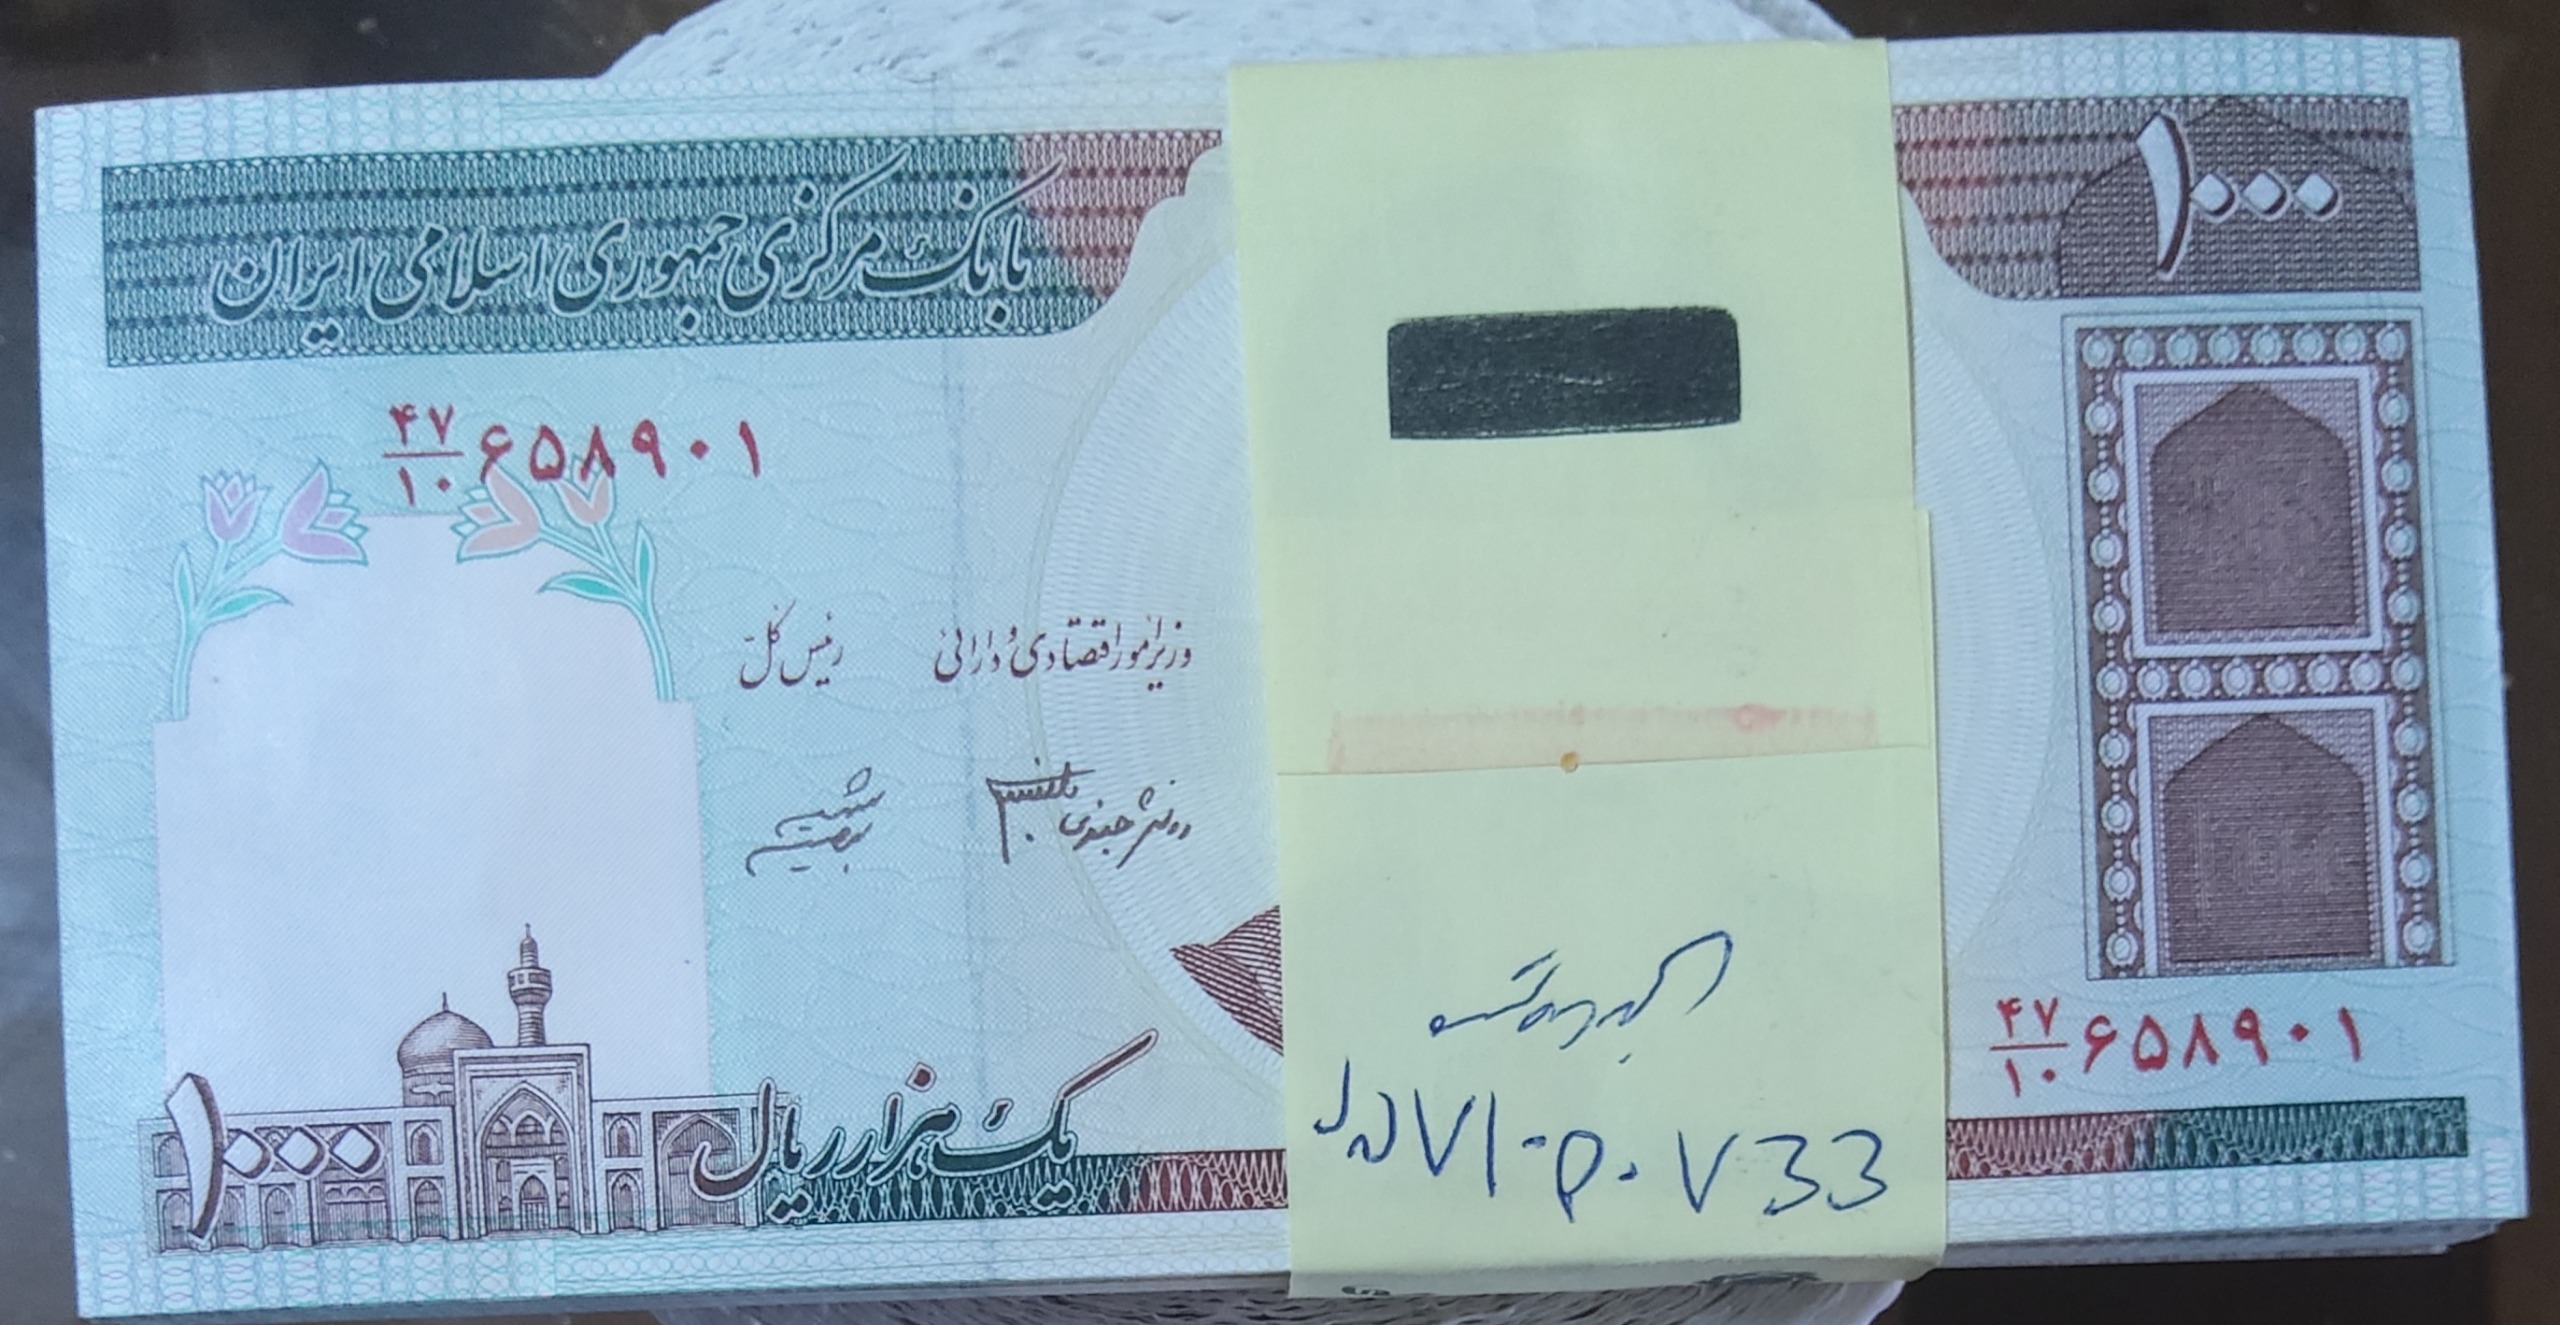 بانک مرکزی جمهوری اسلامی ایران
۱۰۰۰
۴۷/۱۰ ۶۵۸۹۰۱
وزیر امور اقتصادی و دارائی
رئیس کل
۴۷/۱۰ ۶۵۸۹۰۱
یک هزار ریال
۱۰۰۰